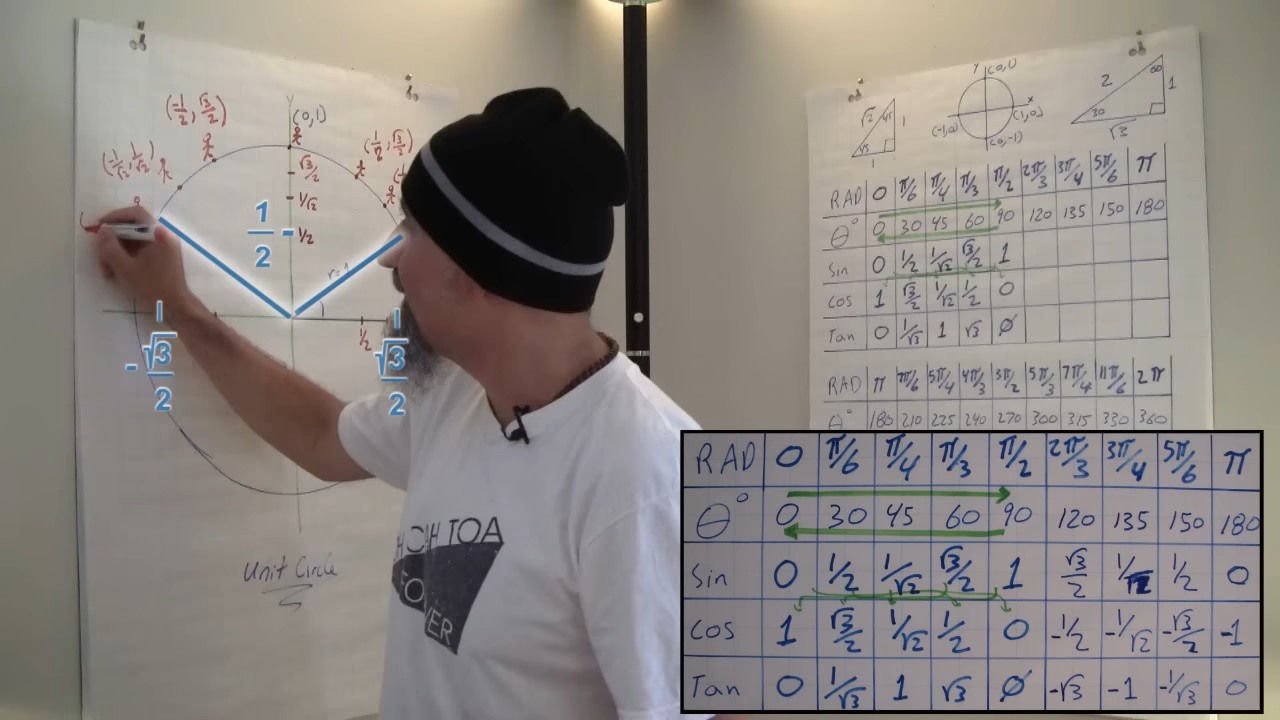 (-1/2, √3/2)
y
(0,1)
(1/2, √3/2)
(-1/√2, 1/√2)
√3/2
1/√2
1/2
1/2
r=1
1/2
-√3/2
√3/2
Unit Circle
TOA
FO
VER
y (0,1)
x
(-1,0)
(1,0)
(0,-1)
√2 45 1
45
1
2 60 1
30
√3
RAD 0 π/6 π/4 π/3 π/2 2π/3 3π/4 5π/6 π
θ° 0 30 45 60 90 120 135 150 180
Sin 0 1/2 1/√2 √3/2 1
Cos 1 √3/2 1/√2 1/2 0
Tan 0 1/√3 1 √3 Ø
RAD π 7π/6 5π/4 4π/3 3π/2 5π/3 7π/4 11π/6 2π
θ° 180 210 225 240 270 300 315 330 360
RAD 0 π/6 π/4 π/3 π/2 2π/3 3π/4 5π/6 π
θ° 0 30 45 60 90 120 135 150 180
Sin 0 1/2 1/√2 √3/2 1 √3/2 1/√2 1/2 0
Cos 1 √3/2 1/√2 1/2 0 -1/2 -1/√2 -√3/2 -1
Tan 0 1/√3 1 √3 Ø -√3 -1 -1/√3 0